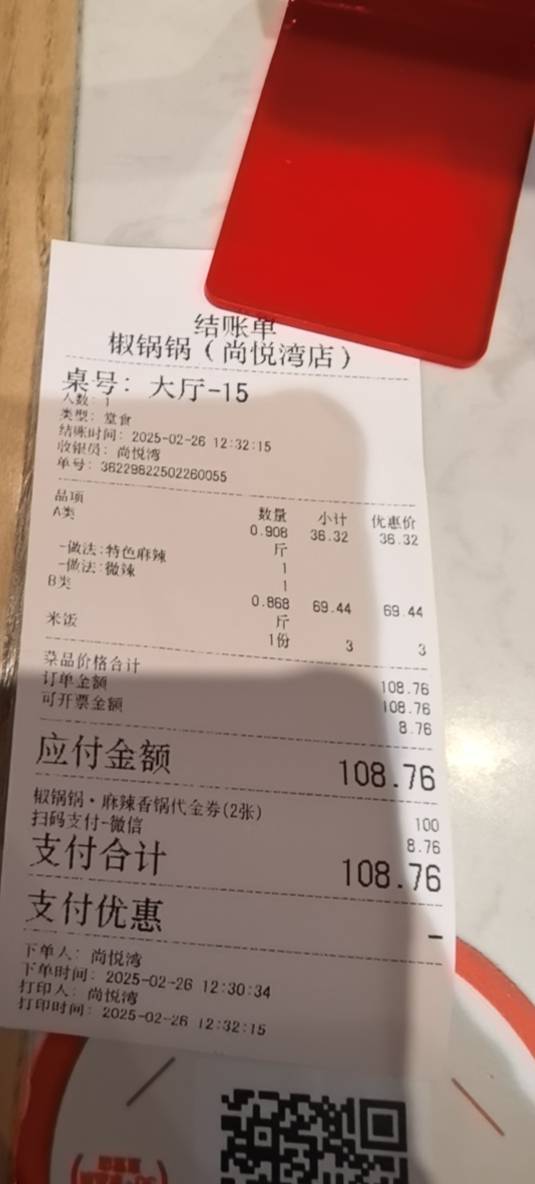 结账单
椒锅锅（尚悦湾店）
桌号: 大厅-15
人数: 1
类型: 堂食
结账时间: 2025-02-26 12:32:15
收银员: 尚悦湾
单号: 36229822502260055
品项 数量 小计 优惠价
A类 0.908 36.32 36.32
斤
-做法:特色麻辣 1
-做法:微辣 1
B类 0.868 69.44 69.44
斤
米饭 1份 3 3
菜品价格合计 108.76
订单金额 108.76
可开票金额 8.76
应付金额 108.76
椒锅锅·麻辣香锅代金券(2张) 100
扫码支付-微信 8.76
支付合计 108.76
支付优惠 -
下单人: 尚悦湾
下单时间: 2025-02-26 12:30:34
打印人: 尚悦湾
打印时间: 2025-02-26 12:32:15